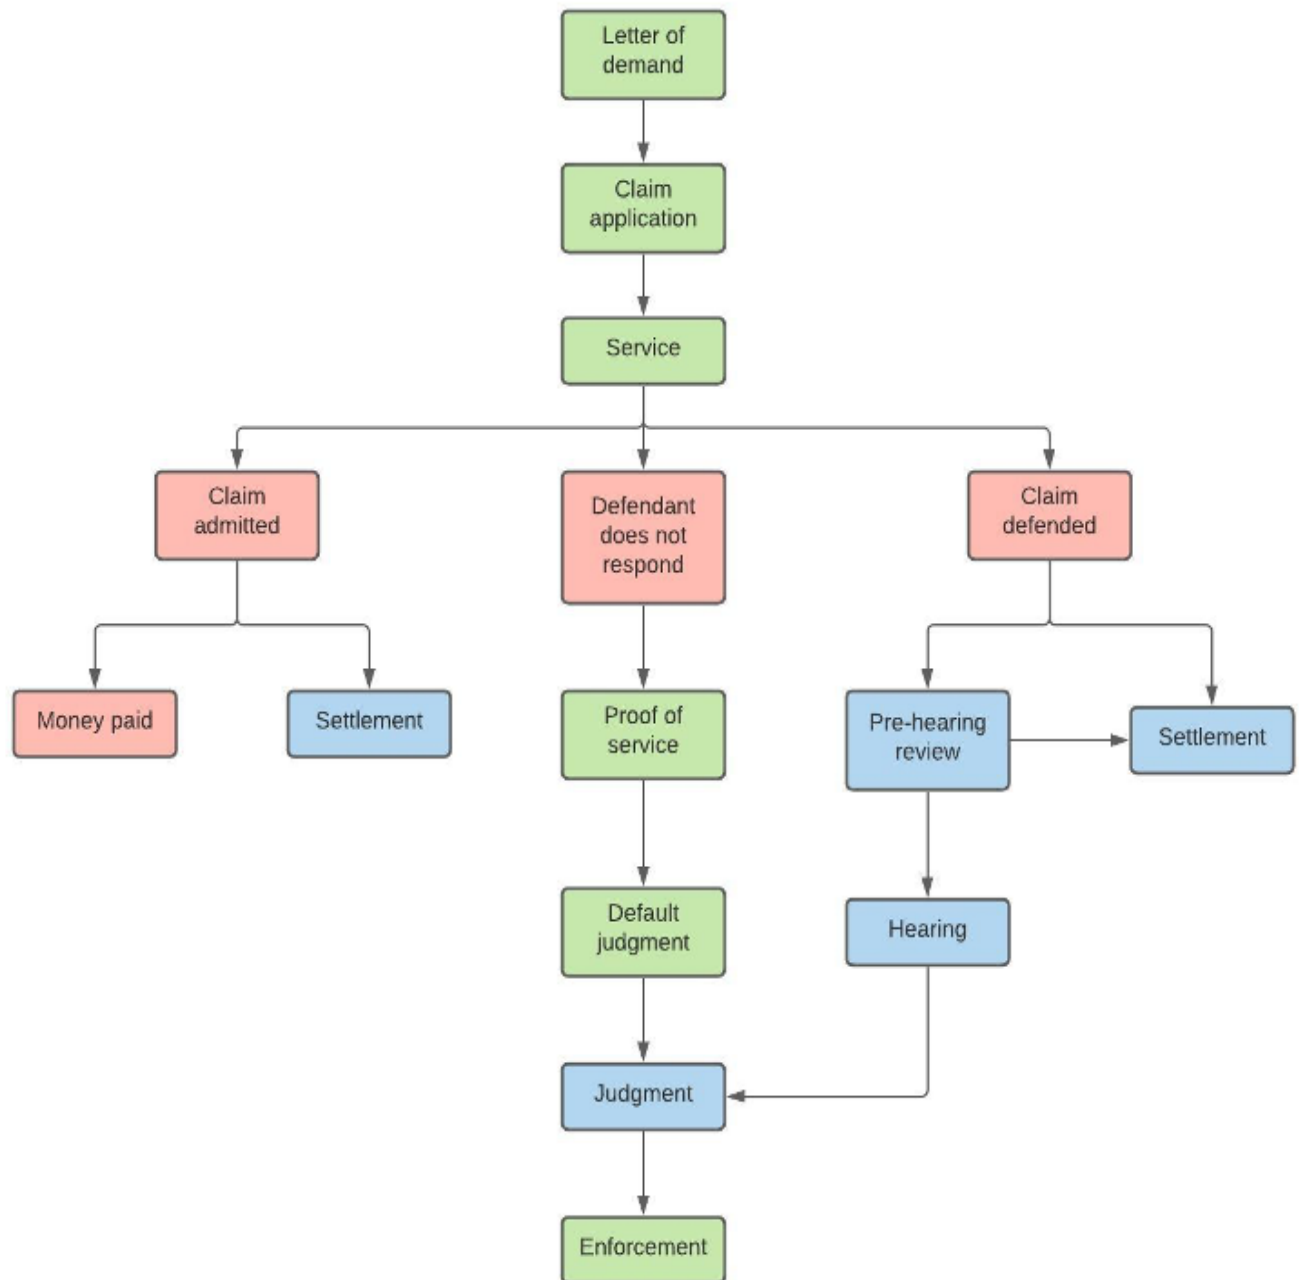 Letter of
demand
Claim
application
Service
Claim
admitted
Defendant
does not
respond
Claim
defended
Money paid
Settlement
Proof of
service
Pre-hearing
review
Settlement
Default
judgment
Hearing
Judgment
Enforcement